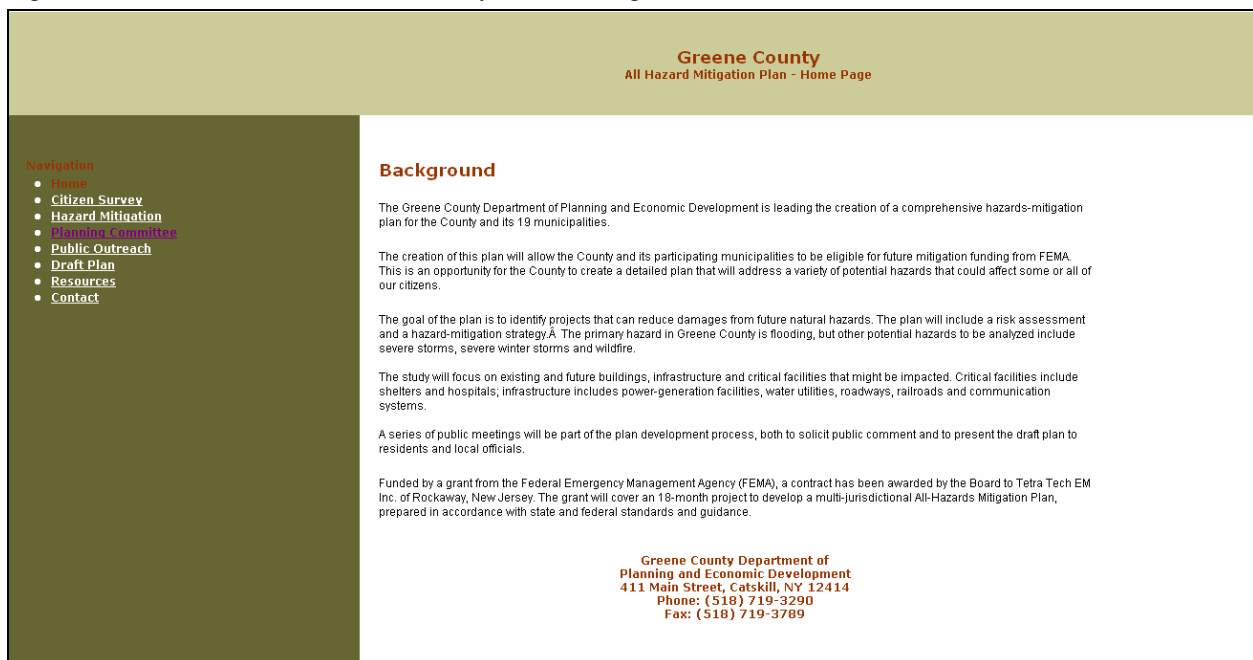 Greene County
All Hazard Mitigation Plan - Home Page
Navigation
Home
Citizen Survey
Hazard Mitigation
Planning Committee
Public Outreach
Draft Plan
Resources
Contact
Background
The Greene County Department of Planning and Economic Development is leading the creation of a comprehensive hazards-mitigation
plan for the County and its 19 municipalities.
The creation of this plan will allow the County and its participating municipalities to be eligible for future mitigation funding from FEMA.
This is an opportunity for the County to create a detailed plan that will address a variety of potential hazards that could affect some or all of
our citizens.
The goal of the plan is to identify projects that can reduce damages from future natural hazards. The plan will include a risk assessment
and a hazard-mitigation strategy.Â  The primary hazard in Greene County is flooding, but other potential hazards to be analyzed include
severe storms, severe winter storms and wildfire.
The study will focus on existing and future buildings, infrastructure and critical facilities that might be impacted. Critical facilities include
shelters and hospitals; infrastructure includes power-generation facilities, water utilities, roadways, railroads and communication
systems.
A series of public meetings will be part of the plan development process, both to solicit public comment and to present the draft plan to
residents and local officials.
Funded by a grant from the Federal Emergency Management Agency (FEMA), a contract has been awarded by the Board to Tetra Tech EM
Inc. of Rockaway, New Jersey. The grant will cover an 18-month project to develop a multi-jurisdictional All-Hazards Mitigation Plan,
prepared in accordance with state and federal standards and guidance.
Greene County Department of
Planning and Economic Development
411 Main Street, Catskill, NY 12414
Phone: (518) 719-3290
Fax: (518) 719-3789